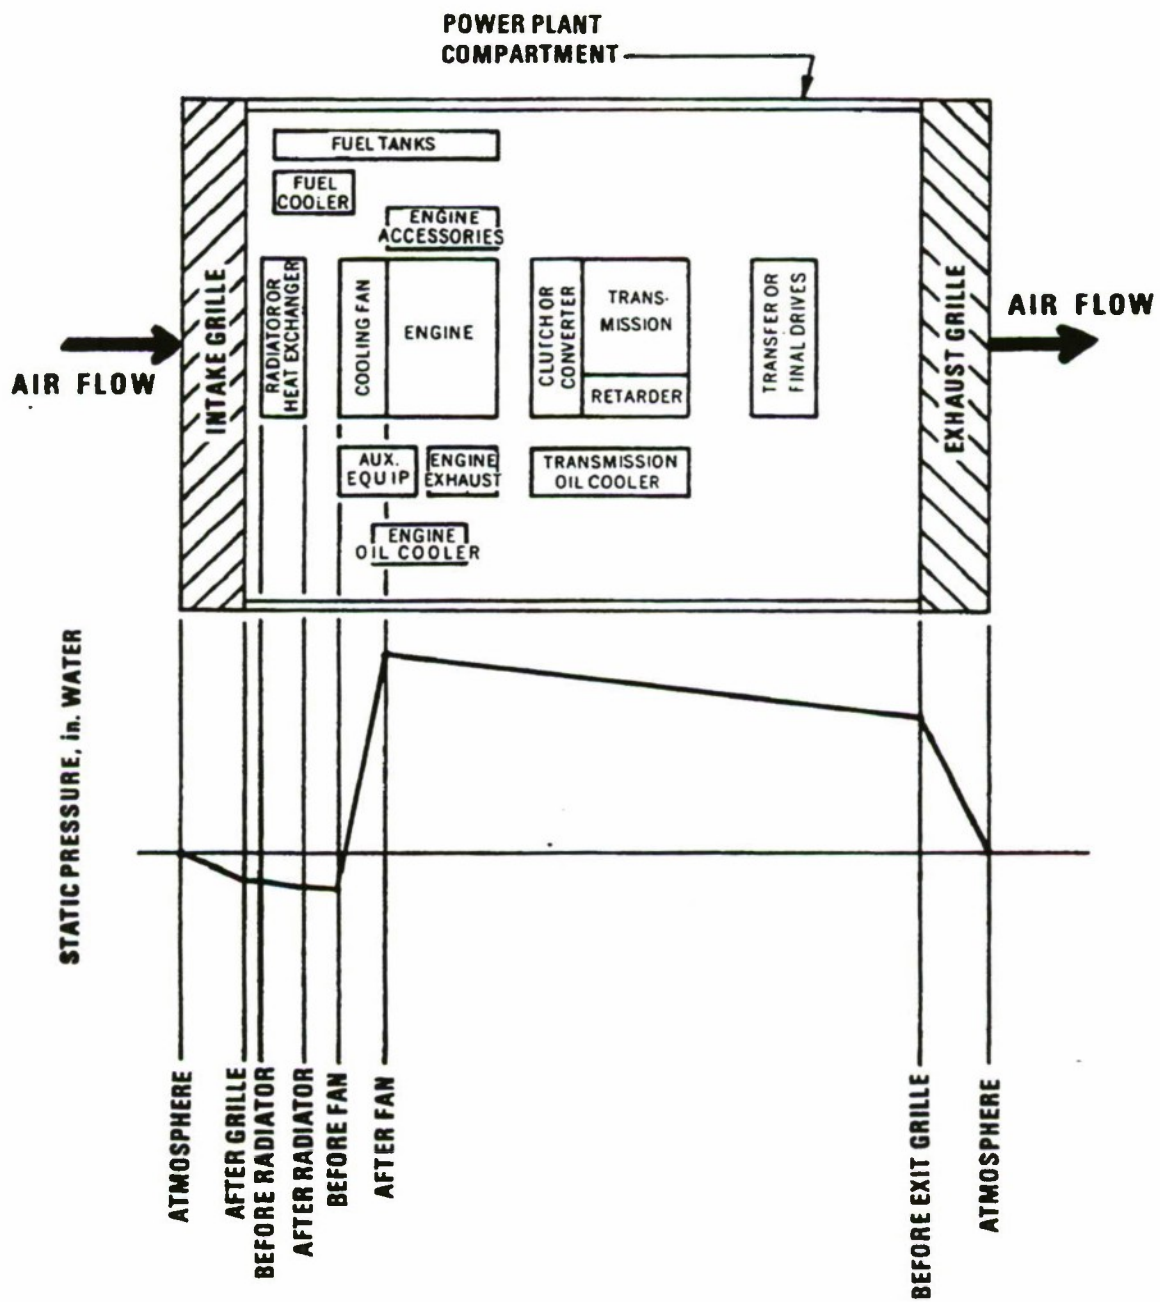 POWER PLANT
COMPARTMENT
FUEL TANKS
FUEL
COOLER
ENGINE
ACCESSORIES
INTAKE GRILLE
RADIATOR OR
HEAT EXCHANGER
COOLING FAN
ENGINE
CLUTCH OR
CONVERTER
TRANS-
MISSION
RETARDER
TRANSFER OR
FINAL DRIVES
EXHAUST GRILLE
AIR FLOW
AIR FLOW
AUX.
EQUIP
ENGINE
EXHAUST
TRANSMISSION
OIL COOLER
ENGINE
OIL COOLER
STATIC PRESSURE, in. WATER
ATMOSPHERE
AFTER GRILLE
BEFORE RADIATOR
AFTER RADIATOR
BEFORE FAN
AFTER FAN
BEFORE EXIT GRILLE
ATMOSPHERE